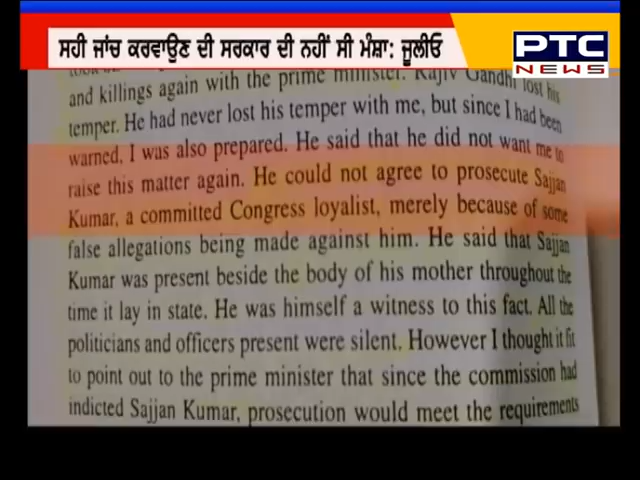 ਸਹੀ ਜਾਂਚ ਕਰਵਾਉਣ ਦੀ ਸਰਕਾਰ ਦੀ ਨਹੀਂ ਸੀ ਮੰਸ਼ਾ: ਜੂਲੀਓ
PTC
NEWS
and killings again with the prime minister. Rajiv Gandhi lost his
temper. He had never lost his temper with me, but since I had been
warned, I was also prepared. He said that he did not want me to
raise this matter again. He could not agree to prosecute Sajjan
Kumar, a committed Congress loyalist, merely because of some
false allegations being made against him. He said that Sajjan
Kumar was present beside the body of his mother throughout the
time it lay in state. He was himself a witness to this fact. All the
politicians and officers present were silent. However I thought it fit
to point out to the prime minister that since the commission had
indicted Sajjan Kumar, prosecution would meet the requirements